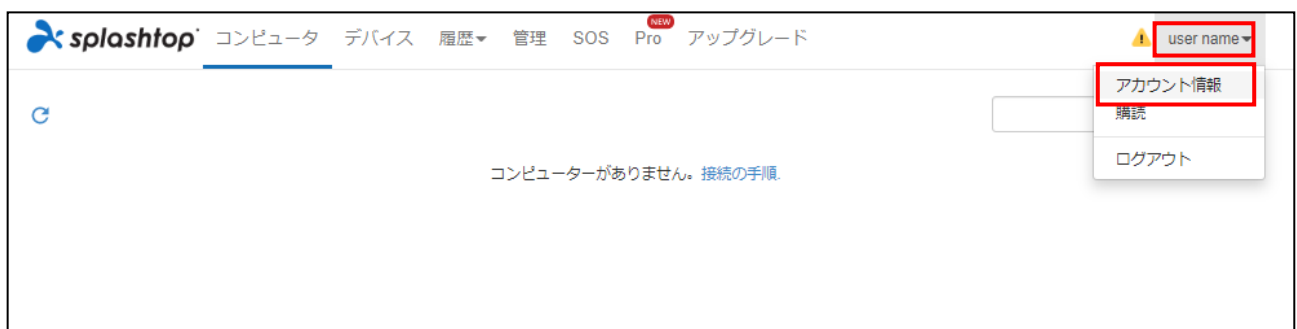 splashtop コンピュータ デバイス 履歴 管理 SOS Pro NEW アップグレード user name
アカウント情報
購読
ログアウト
コンピューターがありません。接続の手順.